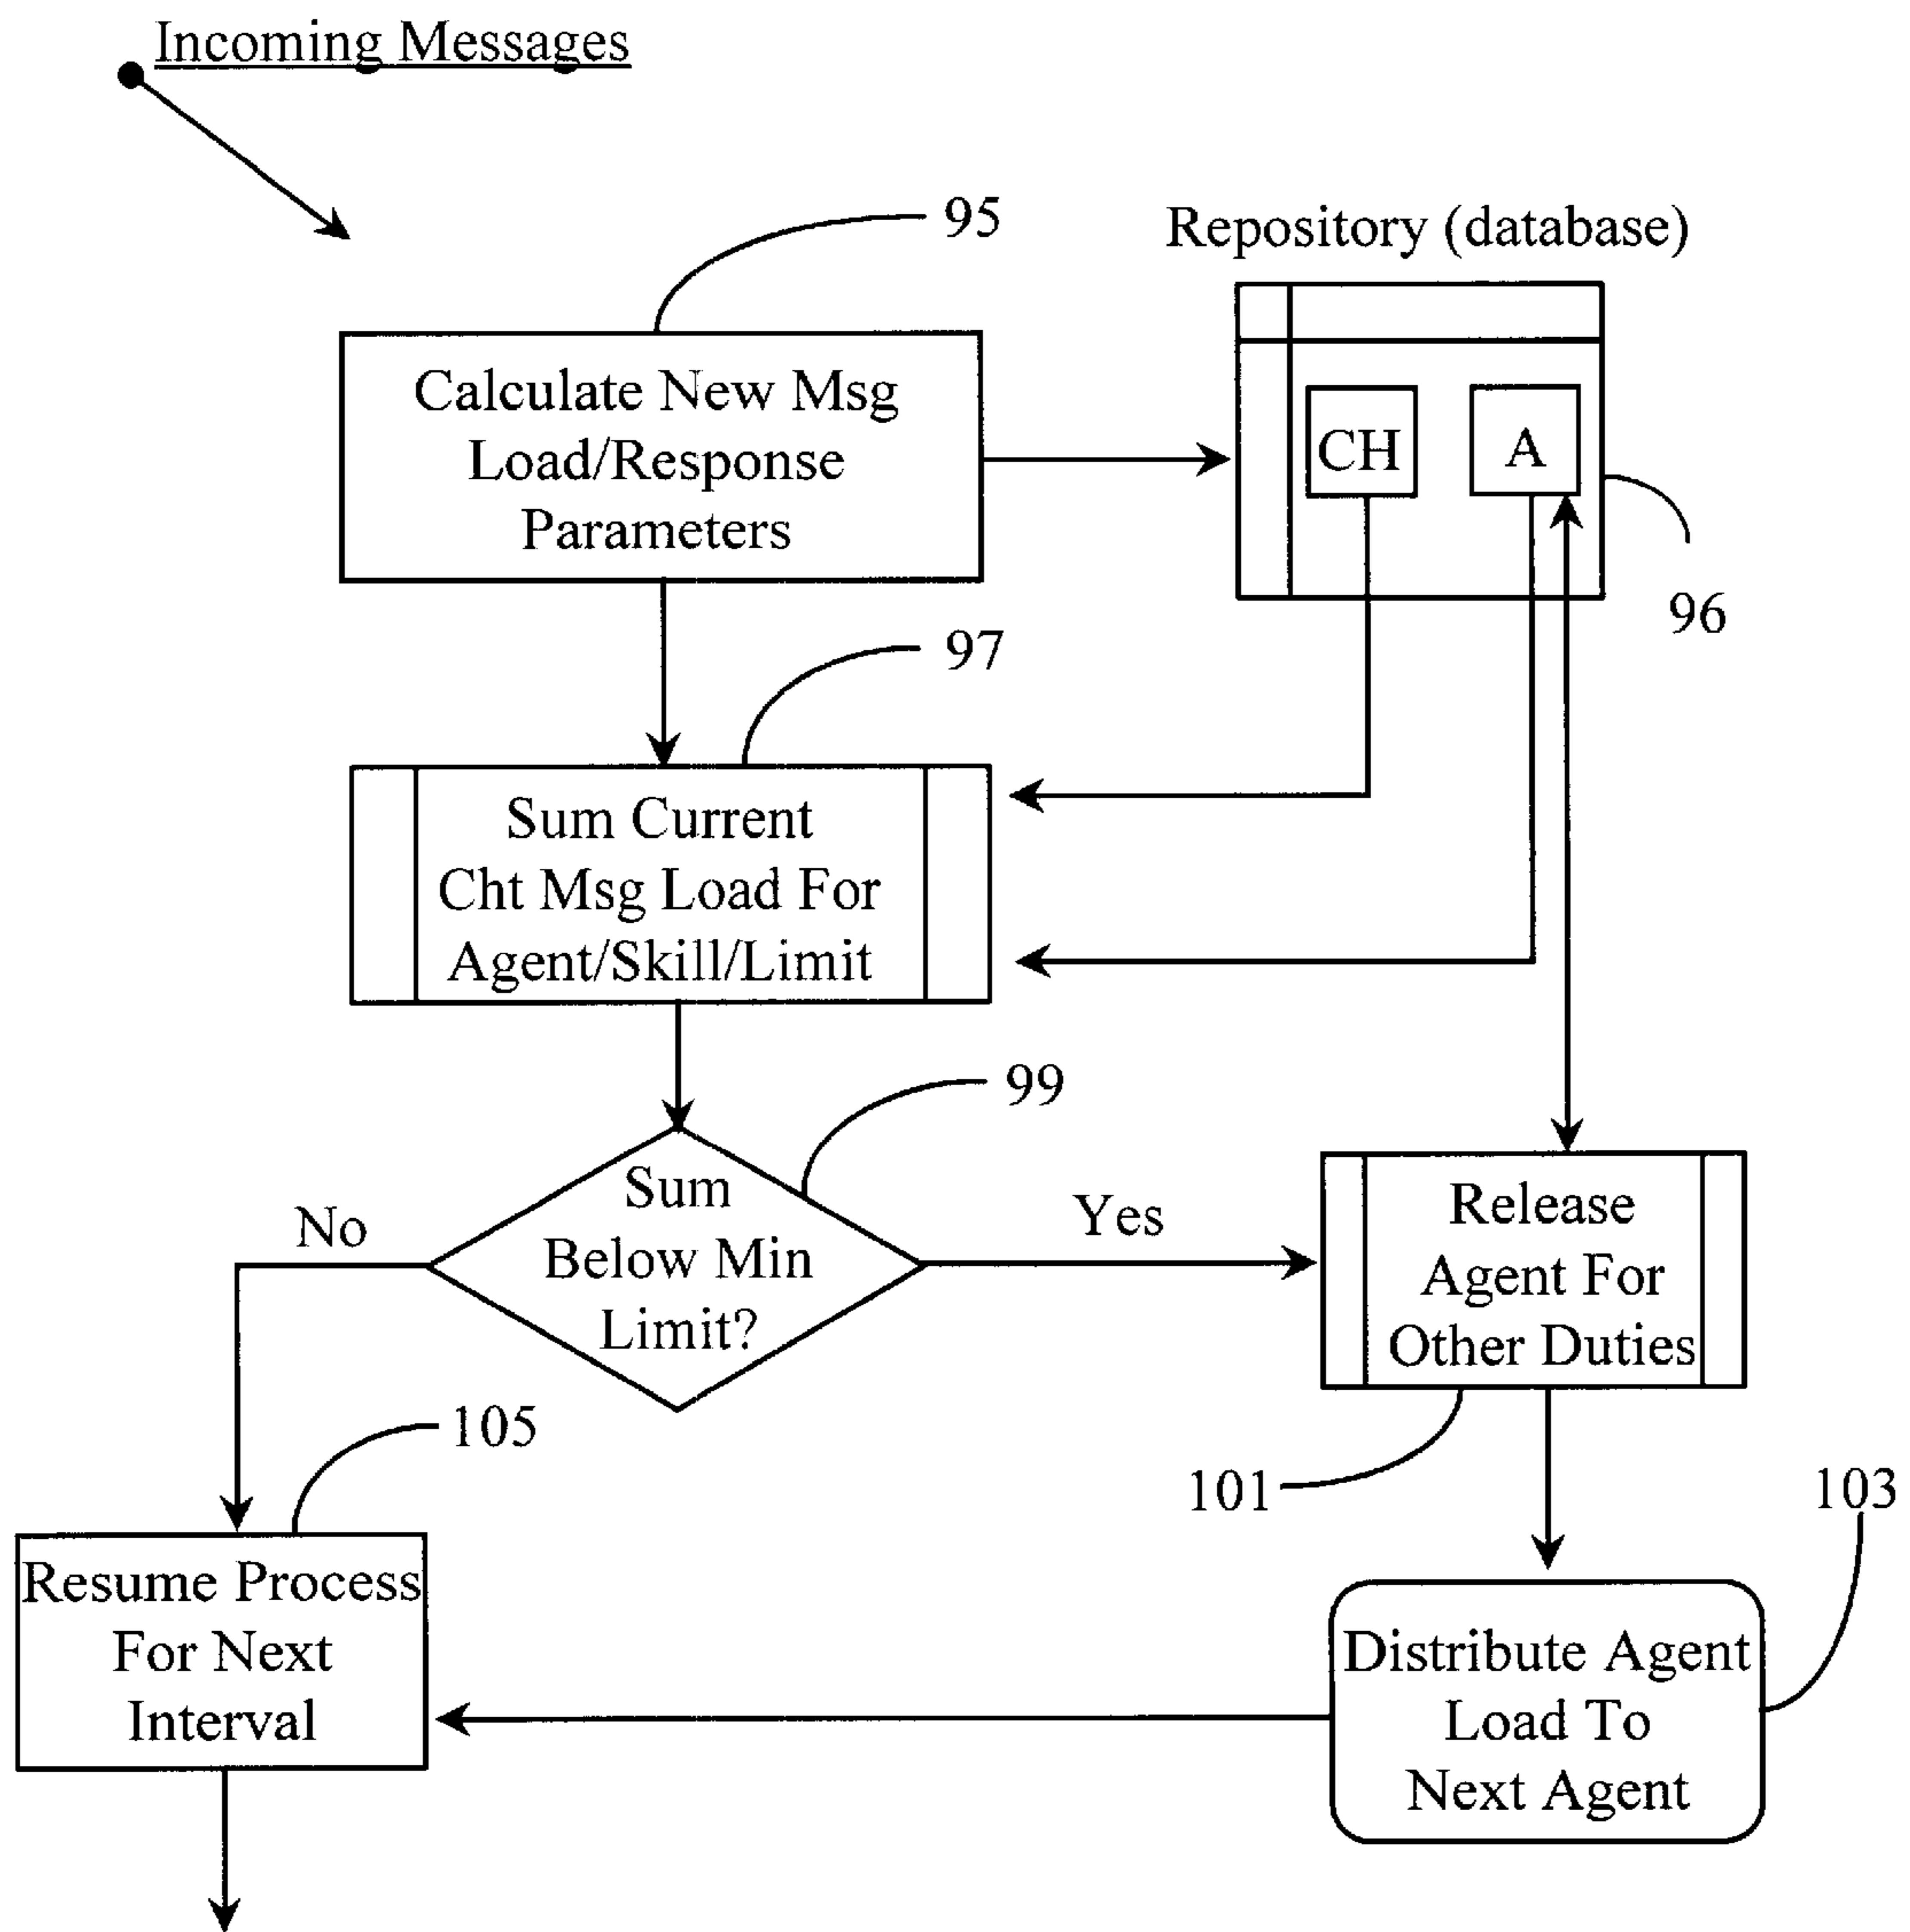 Incoming Messages
95
Repository (database)
Calculate New Msg
Load/Response
Parameters
CH
A
96
97
Sum Current
Cht Msg Load For
Agent/Skill/Limit
99
Sum
Below Min
Limit?
No
Yes
Release
Agent For
Other Duties
105
101
103
Resume Process
For Next
Interval
Distribute Agent
Load To
Next Agent